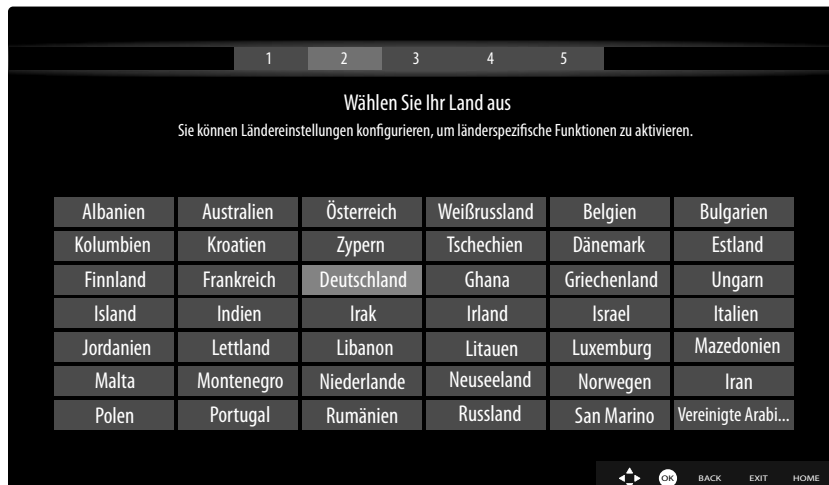 1 2 3 4 5
Wählen Sie Ihr Land aus
Sie können Ländereinstellungen konfigurieren, um länderspezifische Funktionen zu aktivieren.
Albanien Australien Österreich Weißrussland Belgien Bulgarien
Kolumbien Kroatien Zypern Tschechien Dänemark Estland
Finnland Frankreich Deutschland Ghana Griechenland Ungarn
Island Indien Irak Irland Israel Italien
Jordanien Lettland Libanon Litauen Luxemburg Mazedonien
Malta Montenegro Niederlande Neuseeland Norwegen Iran
Polen Portugal Rumänien Russland San Marino Vereinigte Arabi...
OK BACK EXIT HOME